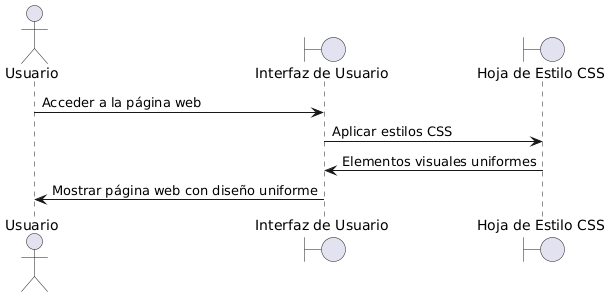 Usuario
Interfaz de Usuario
Hoja de Estilo CSS
Acceder a la página web
Aplicar estilos CSS
Elementos visuales uniformes
Mostrar página web con diseño uniforme
Usuario
Interfaz de Usuario
Hoja de Estilo CSS